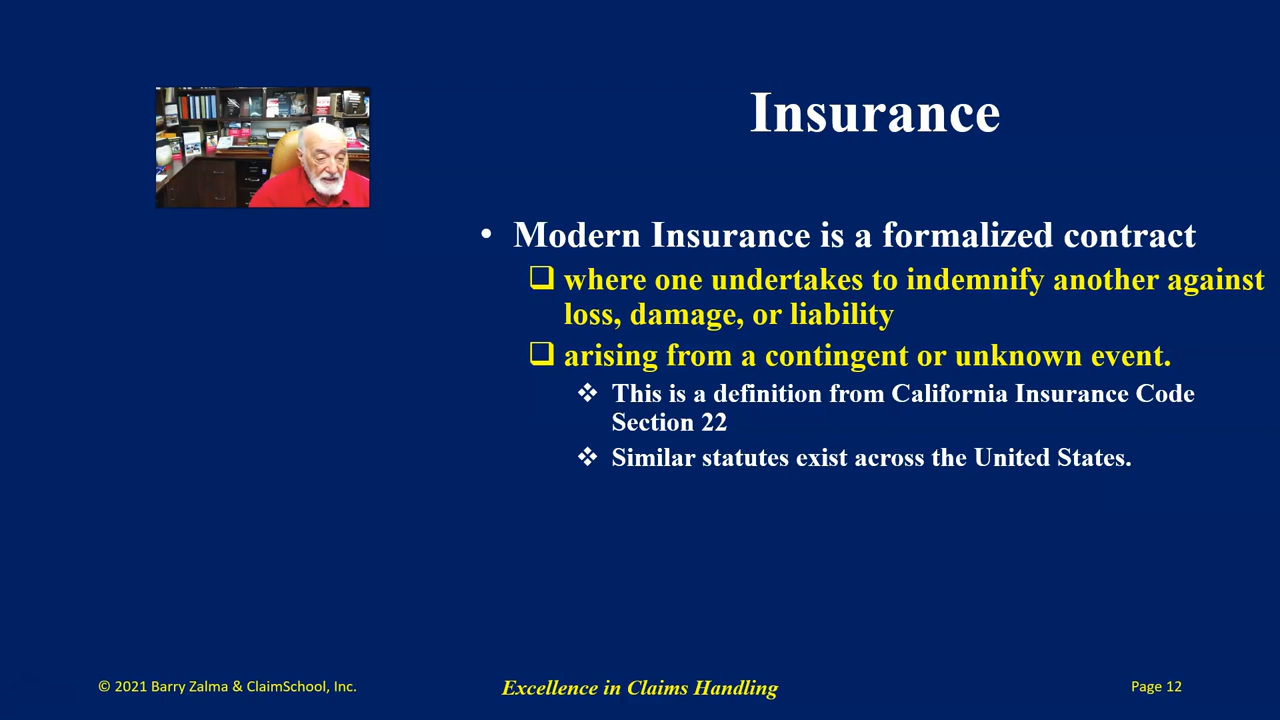 Insurance
• Modern Insurance is a formalized contract
❑ where one undertakes to indemnify another against
loss, damage, or liability
❑ arising from a contingent or unknown event.
❖ This is a definition from California Insurance Code
Section 22
❖ Similar statutes exist across the United States.
© 2021 Barry Zalma & ClaimSchool, Inc.
Excellence in Claims Handling
Page 12